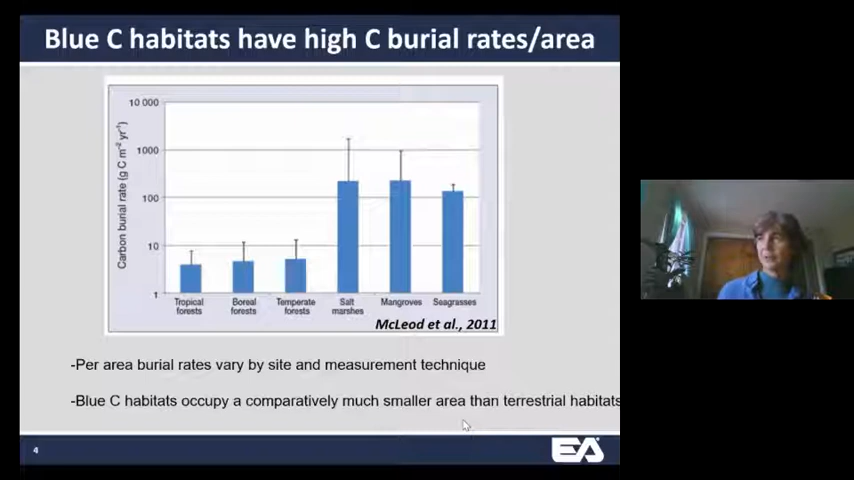 Blue C habitats have high C burial rates/area
Carbon burial rate (g C m⁻² yr⁻¹)
10 000
1000
100
10
1
Tropical forests
Boreal forests
Temperate forests
Salt marshes
Mangroves
Seagrasses
McLeod et al., 2011
-Per area burial rates vary by site and measurement technique
-Blue C habitats occupy a comparatively much smaller area than terrestrial habitats
4
EA